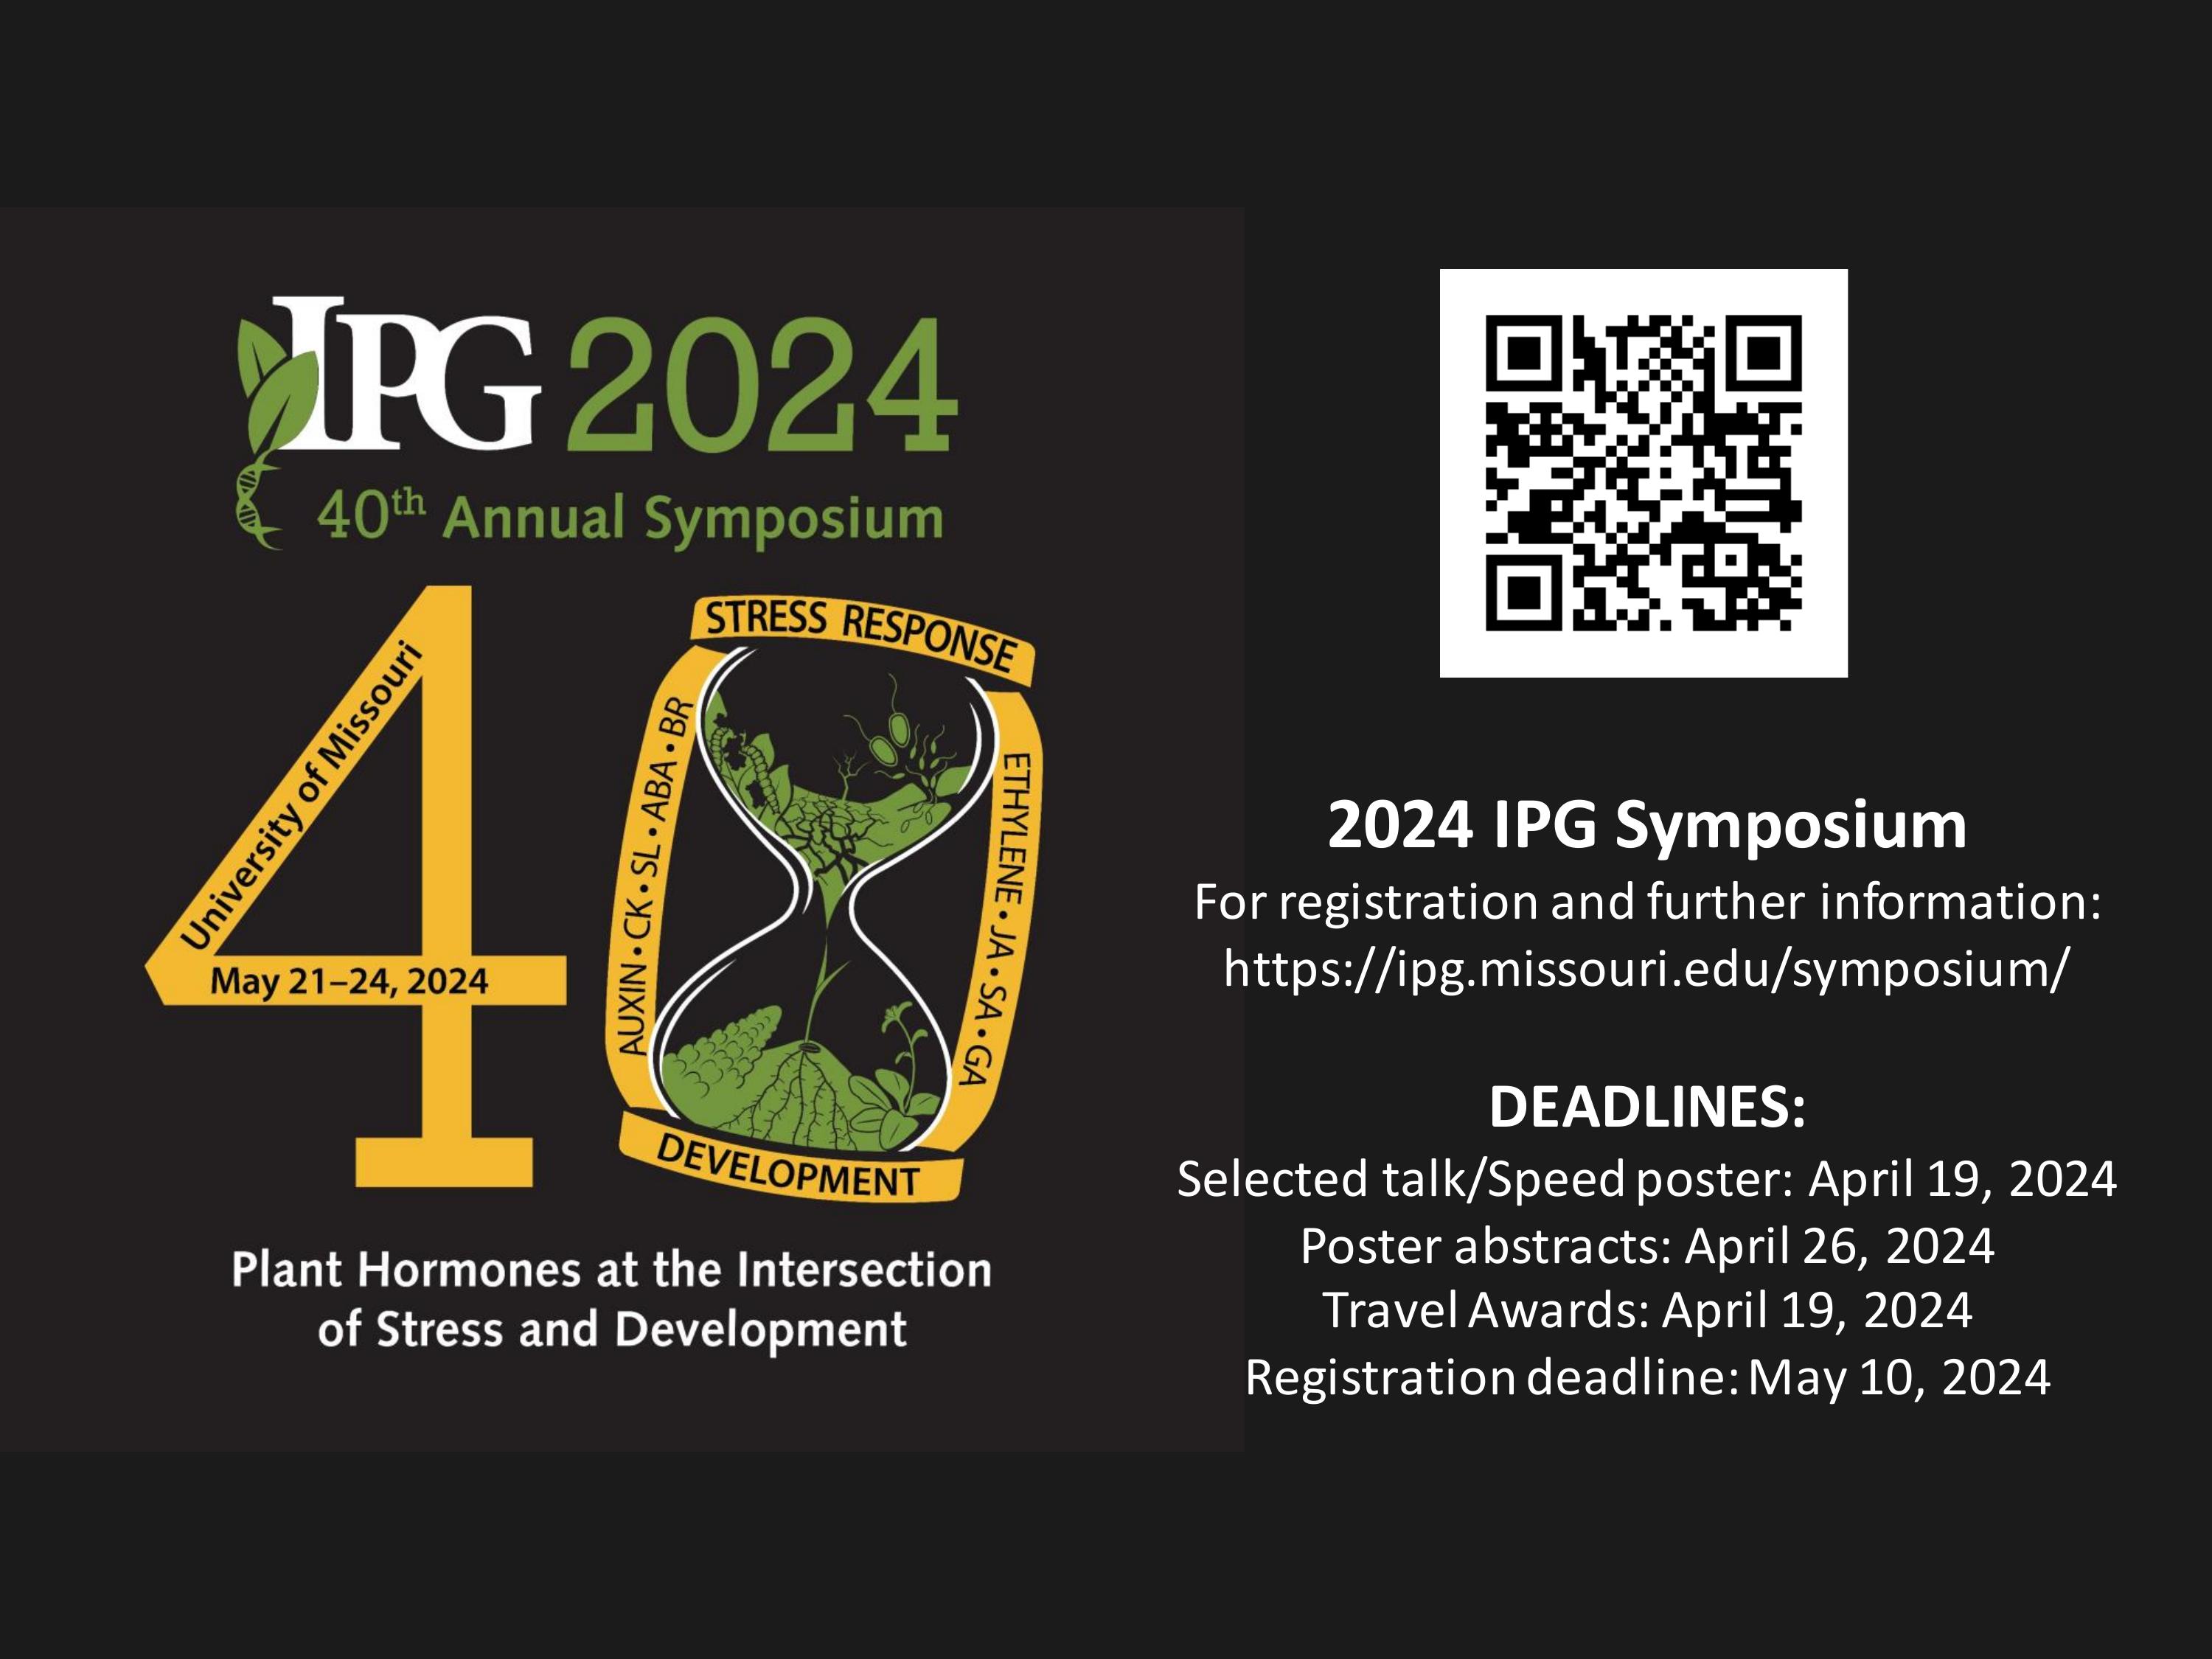 IPG 2024
40th Annual Symposium
University of Missouri
May 21–24, 2024
STRESS RESPONSE
AUXIN • CK • SL • ABA • BR
ETHYLENE • JA • SA • GA
DEVELOPMENT
Plant Hormones at the Intersection
of Stress and Development
2024 IPG Symposium
For registration and further information:
https://ipg.missouri.edu/symposium/
DEADLINES:
Selected talk/Speed poster: April 19, 2024
Poster abstracts: April 26, 2024
Travel Awards: April 19, 2024
Registration deadline: May 10, 2024